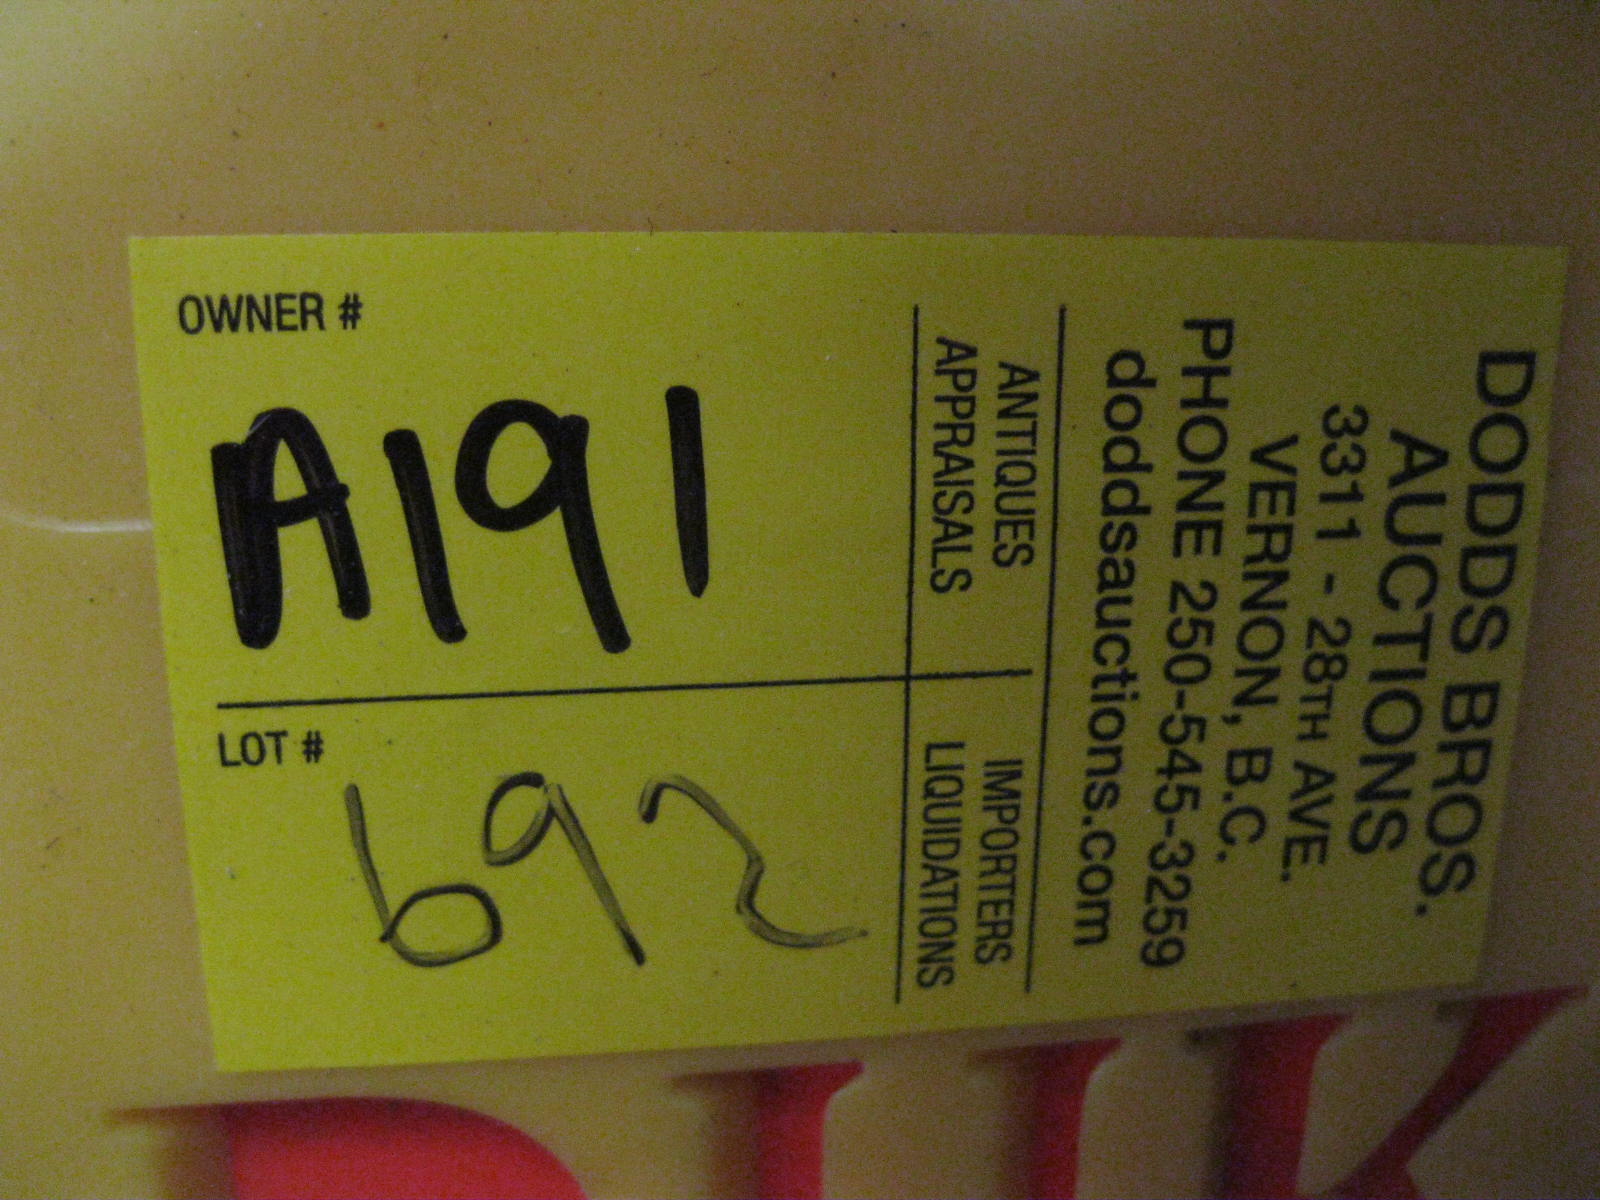 DODDS BROS.
AUCTIONS
3311 - 28TH AVE.
VERNON, B.C.
PHONE 250-545-3259
doddsauctions.com
ANTIQUES IMPORTERS
APPRAISALS LIQUIDATIONS
OWNER #
A191
LOT #
692